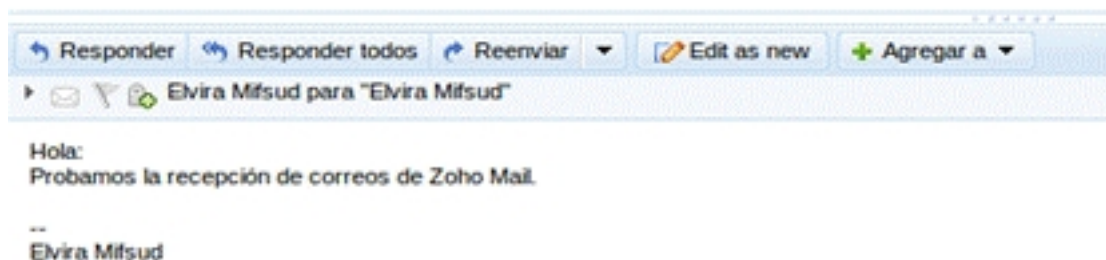 Responder Responder todos Reenviar Edit as new Agregar a
Elvira Mifsud para "Elvira Mifsud"
Hola:
Probamos la recepción de correos de Zoho Mail.
--
Elvira Mifsud